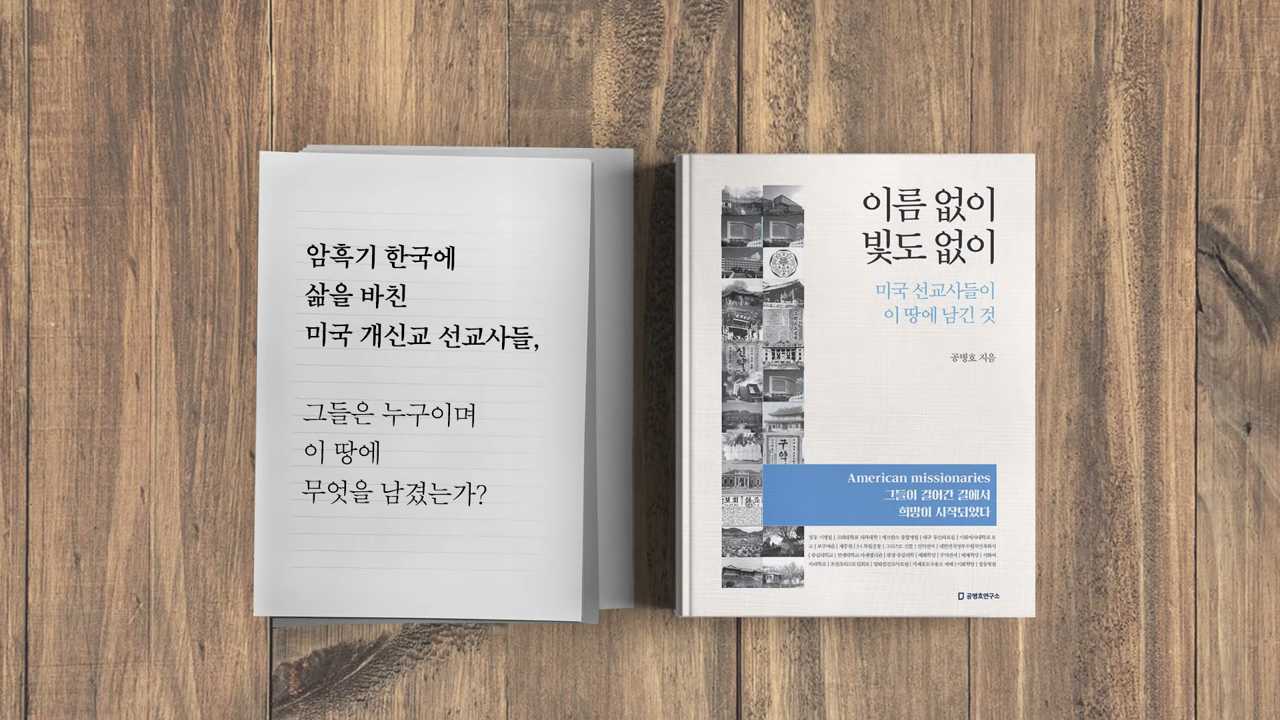 암흑기 한국에
삶을 바친
미국 개신교 선교사들,
그들은 누구이며
이 땅에
무엇을 남겼는가?
이름 없이
빛도 없이
미국 선교사들이
이 땅에 남긴 것
공병호 지음
신약
구약
American missionaries
그들이 걸어간 길에서
희망이 시작되었다
공병호연구소